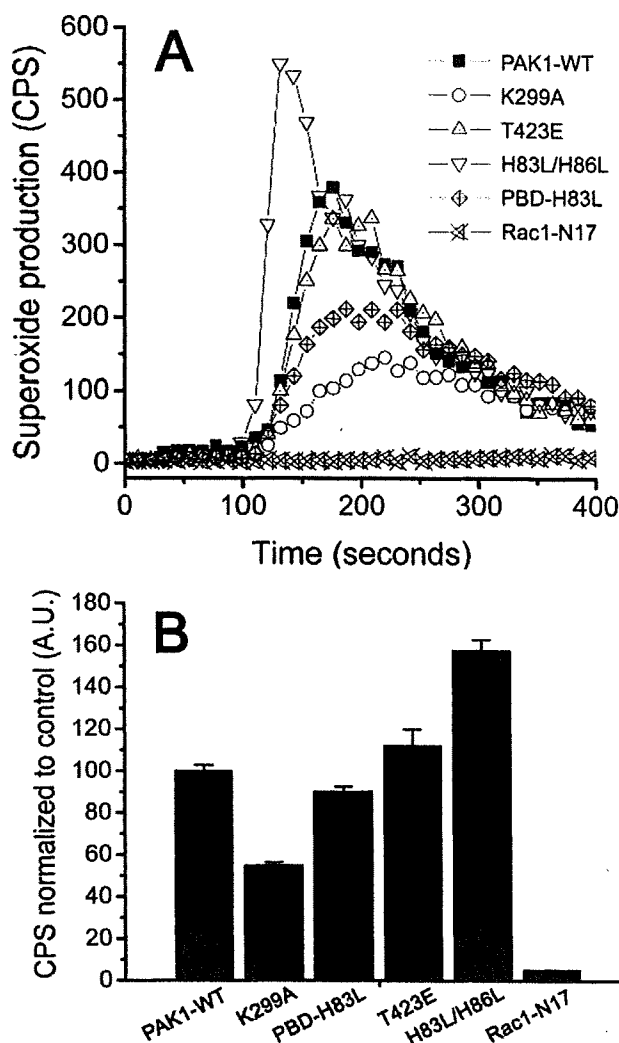 A
Superoxide production (CPS)
600
500
400
300
200
100
0
PAK1-WT
K299A
T423E
H83L/H86L
PBD-H83L
Rac1-N17
0
100
200
300
400
Time (seconds)
B
CPS normalized to control (A.U.)
180
160
140
120
100
80
60
40
20
0
PAK1-WT
K299A
PBD-H83L
T423E
H83L/H86L
Rac1-N17